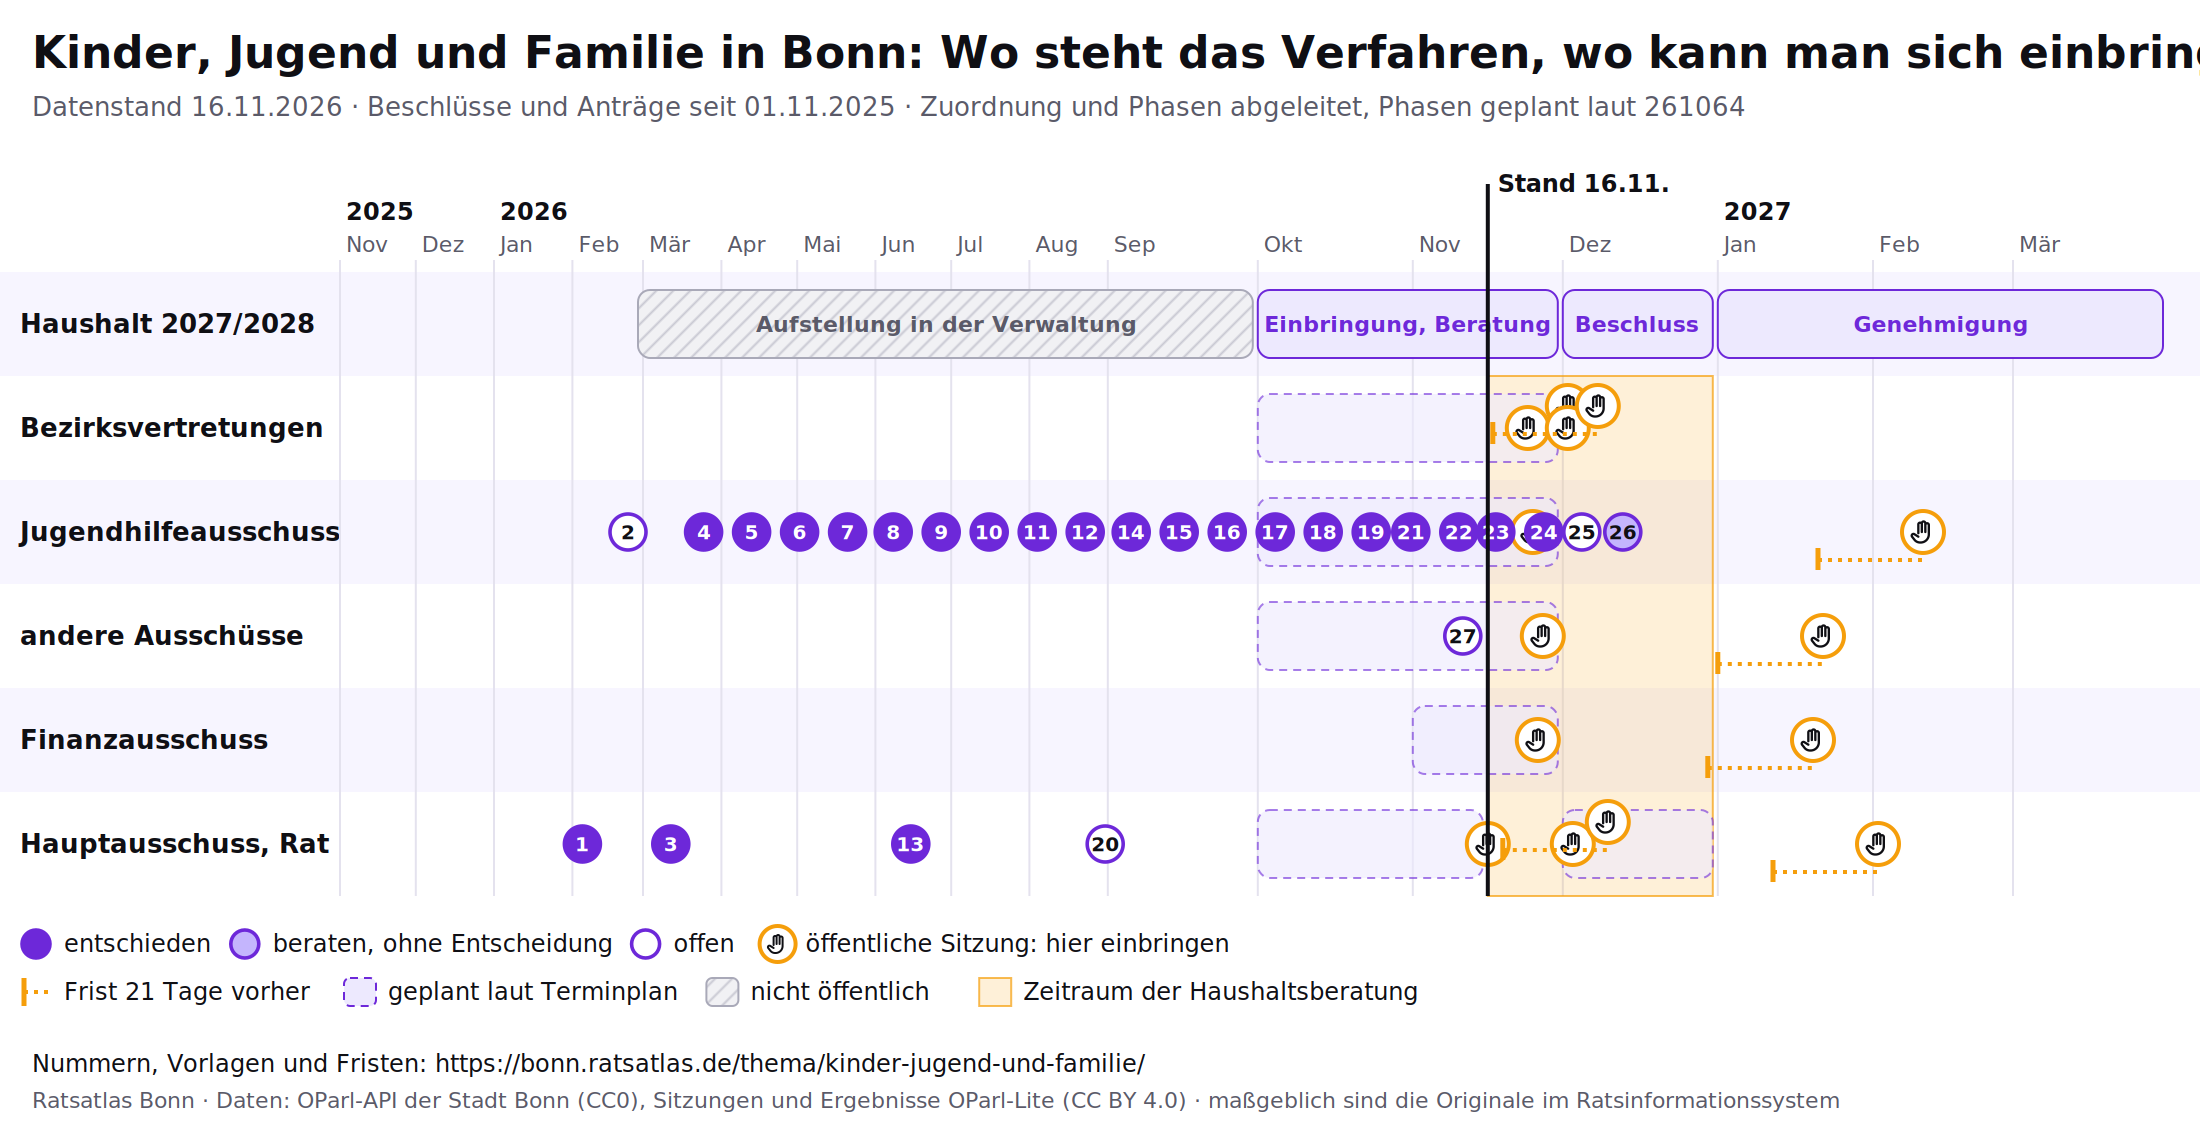 Kinder, Jugend und Familie in Bonn: Wo steht das Verfahren, wo kann man sich
Datenstand 16.11.2026 · Beschlüsse und Anträge seit 01.11.2025 · Zuordnung und Phasen abgeleitet, Phasen geplant laut 261064
Stand 16.11.
2025 2026 2027
Nov Dez Jan Feb Mär Apr Mai Jun Jul Aug Sep Okt Nov Dez Jan Feb Mär
Haushalt 2027/2028 Aufstellung in der Verwaltung Einbringung, Beratung Beschluss Genehmigung
Bezirksvertretungen
Jugendhilfeausschuss 2 4 5 6 7 8 9 10 11 12 14 15 16 17 18 19 21 22 23 24 25 26
andere Ausschüsse 27
Finanzausschuss
Hauptausschuss, Rat 1 3 13 20
entschieden beraten, ohne Entscheidung offen öffentliche Sitzung: hier einbringen
Frist 21 Tage vorher geplant laut Terminplan nicht öffentlich Zeitraum der Haushaltsberatung
Nummern, Vorlagen und Fristen: https://bonn.ratsatlas.de/thema/kinder-jugend-und-familie/
Ratsatlas Bonn · Daten: OParl-API der Stadt Bonn (CC0), Sitzungen und Ergebnisse OParl-Lite (CC BY 4.0) · maßgeblich sind die Originale im Ratsinformationssystem